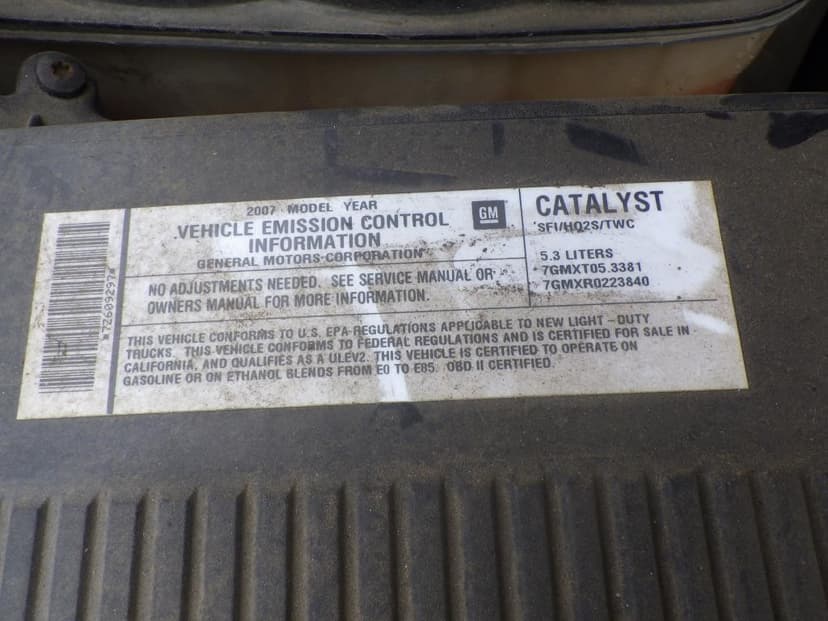 2007 MODEL YEAR
VEHICLE EMISSION CONTROL
INFORMATION
GENERAL MOTORS CORPORATION
GM
NO ADJUSTMENTS NEEDED. SEE SERVICE MANUAL OR
OWNERS MANUAL FOR MORE INFORMATION.
CATALYST
SFI/HO2S/TWC
5.3 LITERS
7GMXT05.3381
7GMXR0223840
THIS VEHICLE CONFORMS TO U.S. EPA REGULATIONS APPLICABLE TO NEW LIGHT-DUTY
TRUCKS. THIS VEHICLE CONFORMS TO FEDERAL REGULATIONS AND IS CERTIFIED FOR SALE IN
CALIFORNIA, AND QUALIFIES AS A ULEV2. THIS VEHICLE IS CERTIFIED TO OPERATE ON
GASOLINE OR ON ETHANOL BLENDS FROM E0 TO E85. OBD II CERTIFIED.